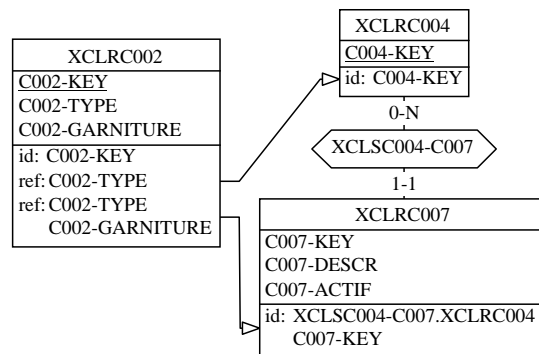 XCLRC002
C002-KEY
C002-TYPE
C002-GARNITURE
id: C002-KEY
ref: C002-TYPE
ref: C002-TYPE
C002-GARNITURE
XCLRC004
C004-KEY
id: C004-KEY
0-N
XCLSC004-C007
1-1
XCLRC007
C007-KEY
C007-DESCR
C007-ACTIF
id: XCLSC004-C007.XCLRC004
C007-KEY